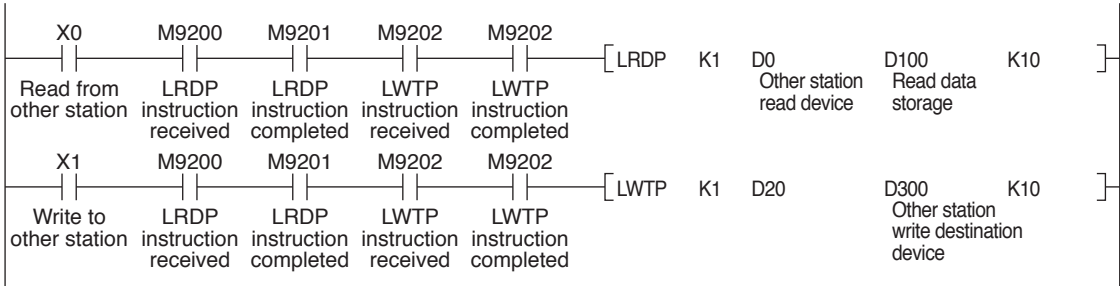 X0 M9200 M9201 M9202 M9202
LRDP K1 D0 D100 K10
Read from LRDP LRDP LWTP LWTP Other station Read data
other station instruction instruction instruction instruction read device storage
received completed received completed
X1 M9200 M9201 M9202 M9202
LWTP K1 D20 D300 K10
Write to LRDP LRDP LWTP LWTP Other station
other station instruction instruction instruction instruction write destination
received completed received completed device